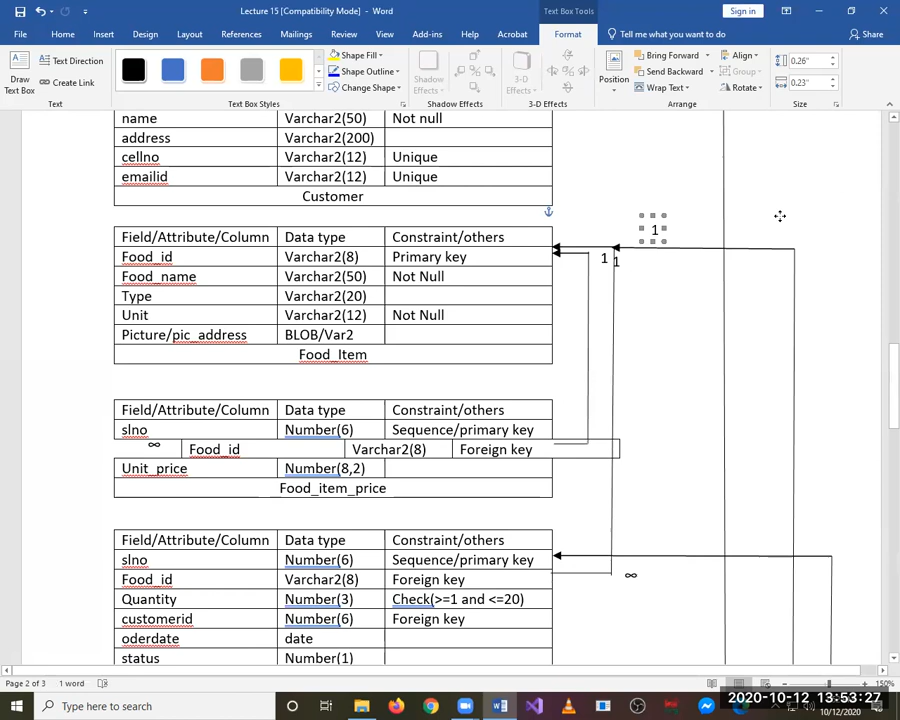 Lecture 15 [Compatibility Mode] - Word
Text Box Tools
Sign in
File Home Insert Design Layout References Mailings Review View Add-ins Help Acrobat Format Tell me what you want to do Share
Draw Text Box
Text Direction
Create Link
Text
Text Box Styles
Shape Fill
Shape Outline
Change Shape
Shadow Effects
Shadow Effects
3-D Effects
3-D Effects
Position
Bring Forward
Send Backward
Wrap Text
Align
Group
Rotate
Arrange
0.26"
0.23"
Size
name Varchar2(50) Not null
address Varchar2(200)
cellno Varchar2(12) Unique
emailid Varchar2(12) Unique
Customer
1
Field/Attribute/Column Data type Constraint/others
Food_id Varchar2(8) Primary key 1 1
Food_name Varchar2(50) Not Null
Type Varchar2(20)
Unit Varchar2(12) Not Null
Picture/pic_address BLOB/Var2
Food_Item
Field/Attribute/Column Data type Constraint/others
slno Number(6) Sequence/primary key
∞ Food_id Varchar2(8) Foreign key
Unit_price Number(8,2)
Food_item_price
Field/Attribute/Column Data type Constraint/others
slno Number(6) Sequence/primary key
Food_id Varchar2(8) Foreign key ∞
Quantity Number(3) Check(>=1 and <=20)
customerid Number(6) Foreign key
oderdate date
status Number(1)
Page 2 of 3 1 word 150%
Type here to search
2020-10-12 13:53:27
10/12/2020